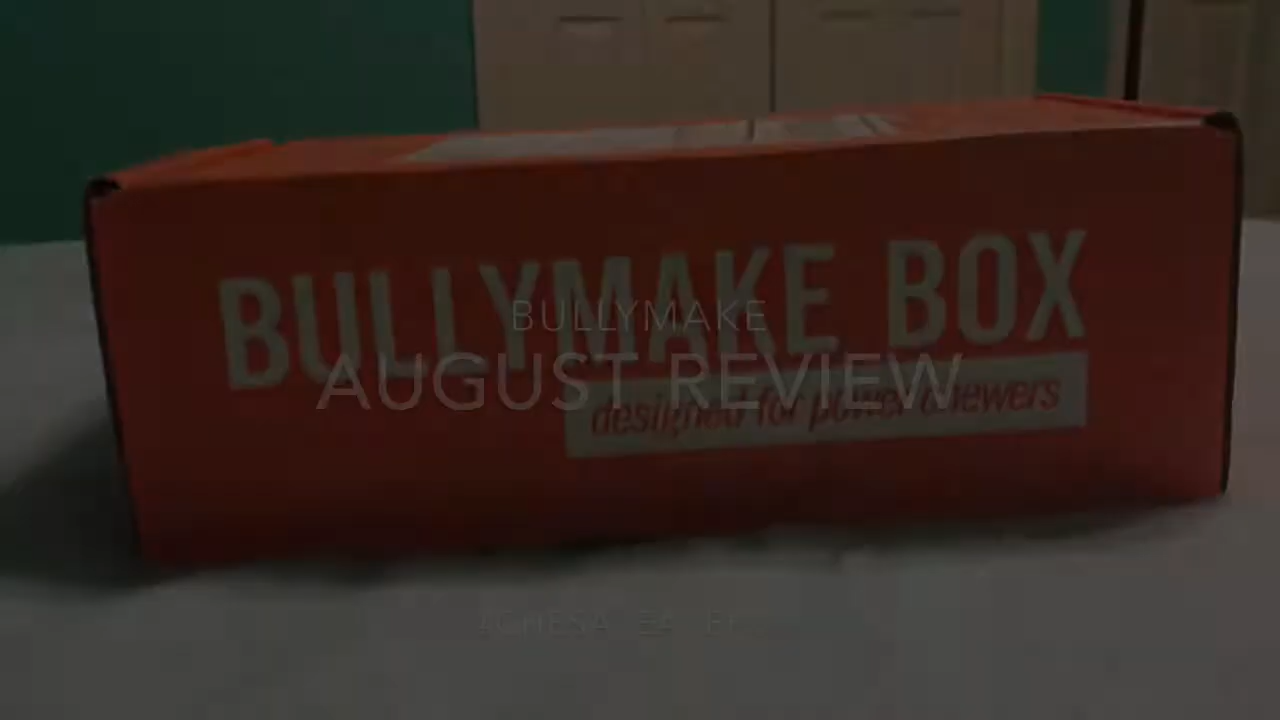 BULLYMAKE BOX
designed for power chewers
BULLYMAKE
AUGUST REVIEW